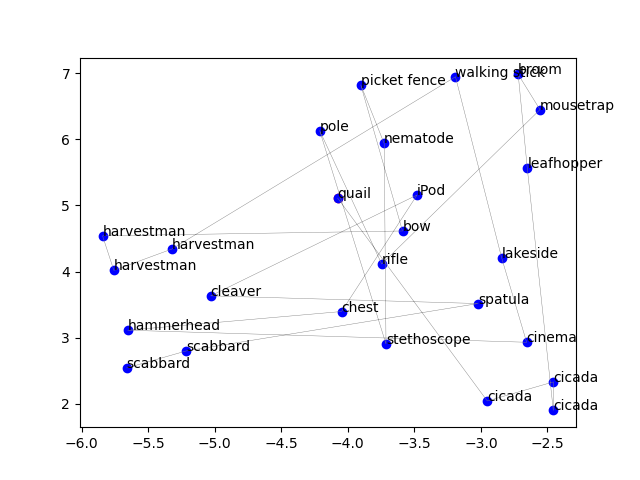 7
broom
picket fence
walking stick
mousetrap
6
pole
nematode
leafhopper
5
quail
iPod
harvestman
bow
harvestman
lakeside
4
harvestman
rifle
cleaver
spatula
chest
3
hammerhead
stethoscope
cinema
scabbard
scabbard
cicada
2
cicada
cicada
−6.0 −5.5 −5.0 −4.5 −4.0 −3.5 −3.0 −2.5